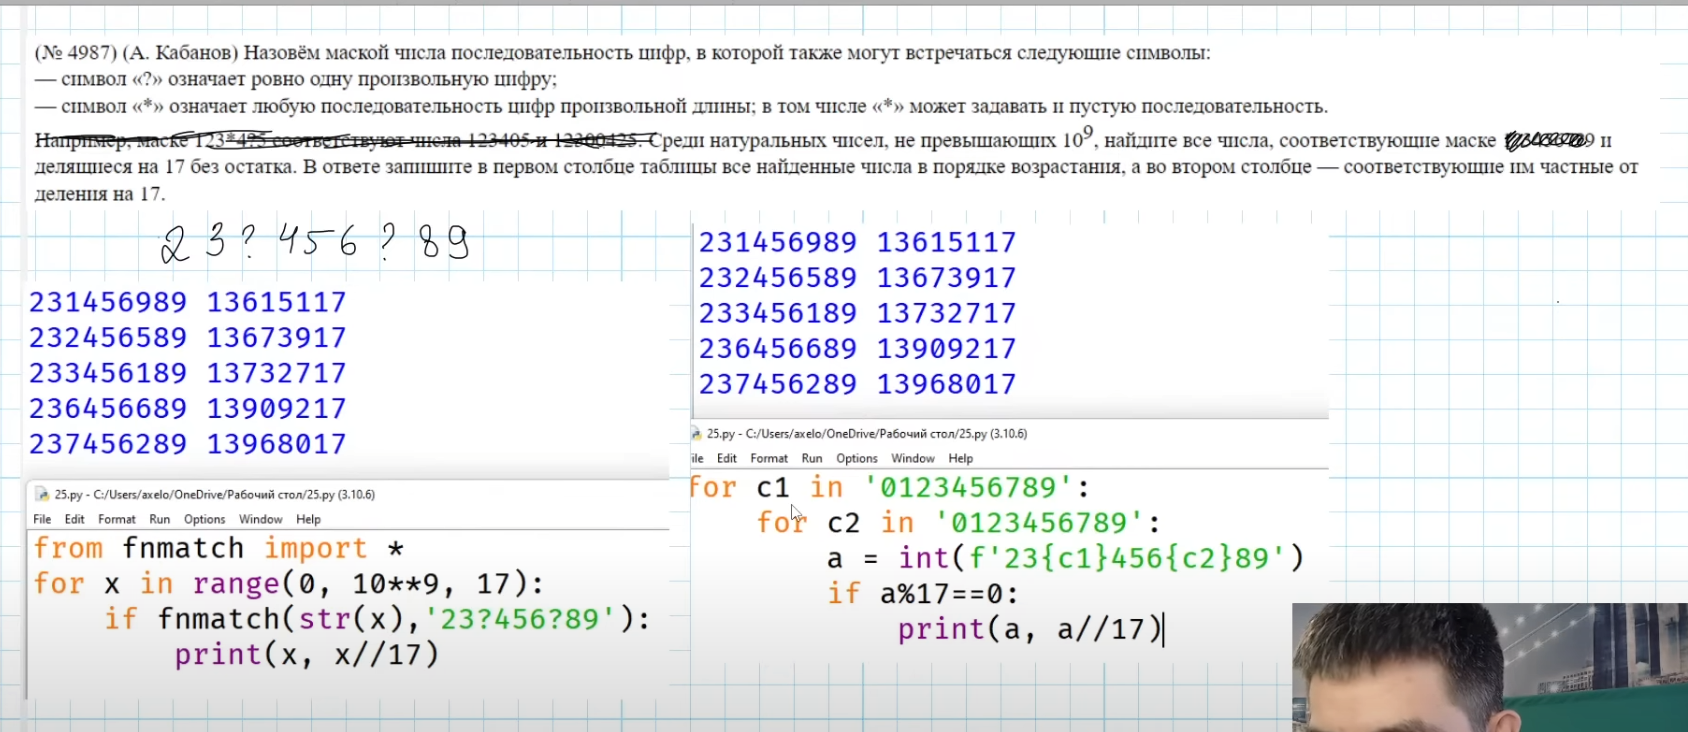 (№ 4987) (А. Кабанов) Назовём маской числа последовательность цифр, в которой также могут встречаться следующие символы:
— символ «?» означает ровно одну произвольную цифру;
— символ «*» означает любую последовательность цифр произвольной длины; в том числе «*» может задавать и пустую последовательность.
Например, маске 123*4?5 соответствуют числа 123405 и 12300425. Среди натуральных чисел, не превышающих 10⁹, найдите все числа, соответствующие маске и
делящиеся на 17 без остатка. В ответе запишите в первом столбце таблицы все найденные числа в порядке возрастания, а во втором столбце — соответствующие им частные от
деления на 17.
23?456?89
231456989 13615117
232456589 13673917
233456189 13732717
236456689 13909217
237456289 13968017
25.py - C:/Users/axelo/OneDrive/Рабочий стол/25.py (3.10.6)
File Edit Format Run Options Window Help
from fnmatch import *
for x in range(0, 10**9, 17):
if fnmatch(str(x),'23?456?89'):
print(x, x//17)
231456989 13615117
232456589 13673917
233456189 13732717
236456689 13909217
237456289 13968017
25.py - C:/Users/axelo/OneDrive/Рабочий стол/25.py (3.10.6)
ile Edit Format Run Options Window Help
for c1 in '0123456789':
for c2 in '0123456789':
a = int(f'23{c1}456{c2}89')
if a%17==0:
print(a, a//17)